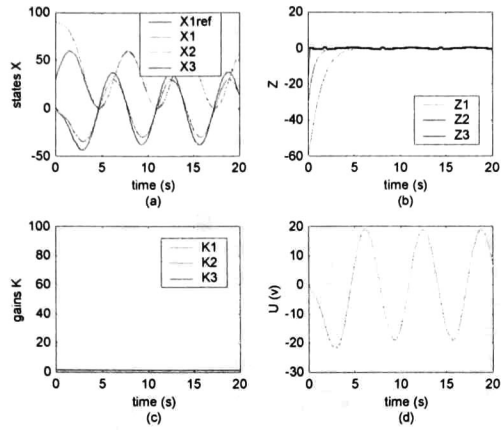 100
50
0
-50
states X
X1ref
X1
X2
X3
0 5 10 15 20
time (s)
(a)
20
0
-20
-40
-60
Z
Z1
Z2
Z3
0 5 10 15 20
time (s)
(b)
100
80
60
40
20
0
gains K
K1
K2
K3
0 5 10 15 20
time (s)
(c)
20
10
0
-10
-20
-30
U (v)
0 5 10 15 20
time (s)
(d)